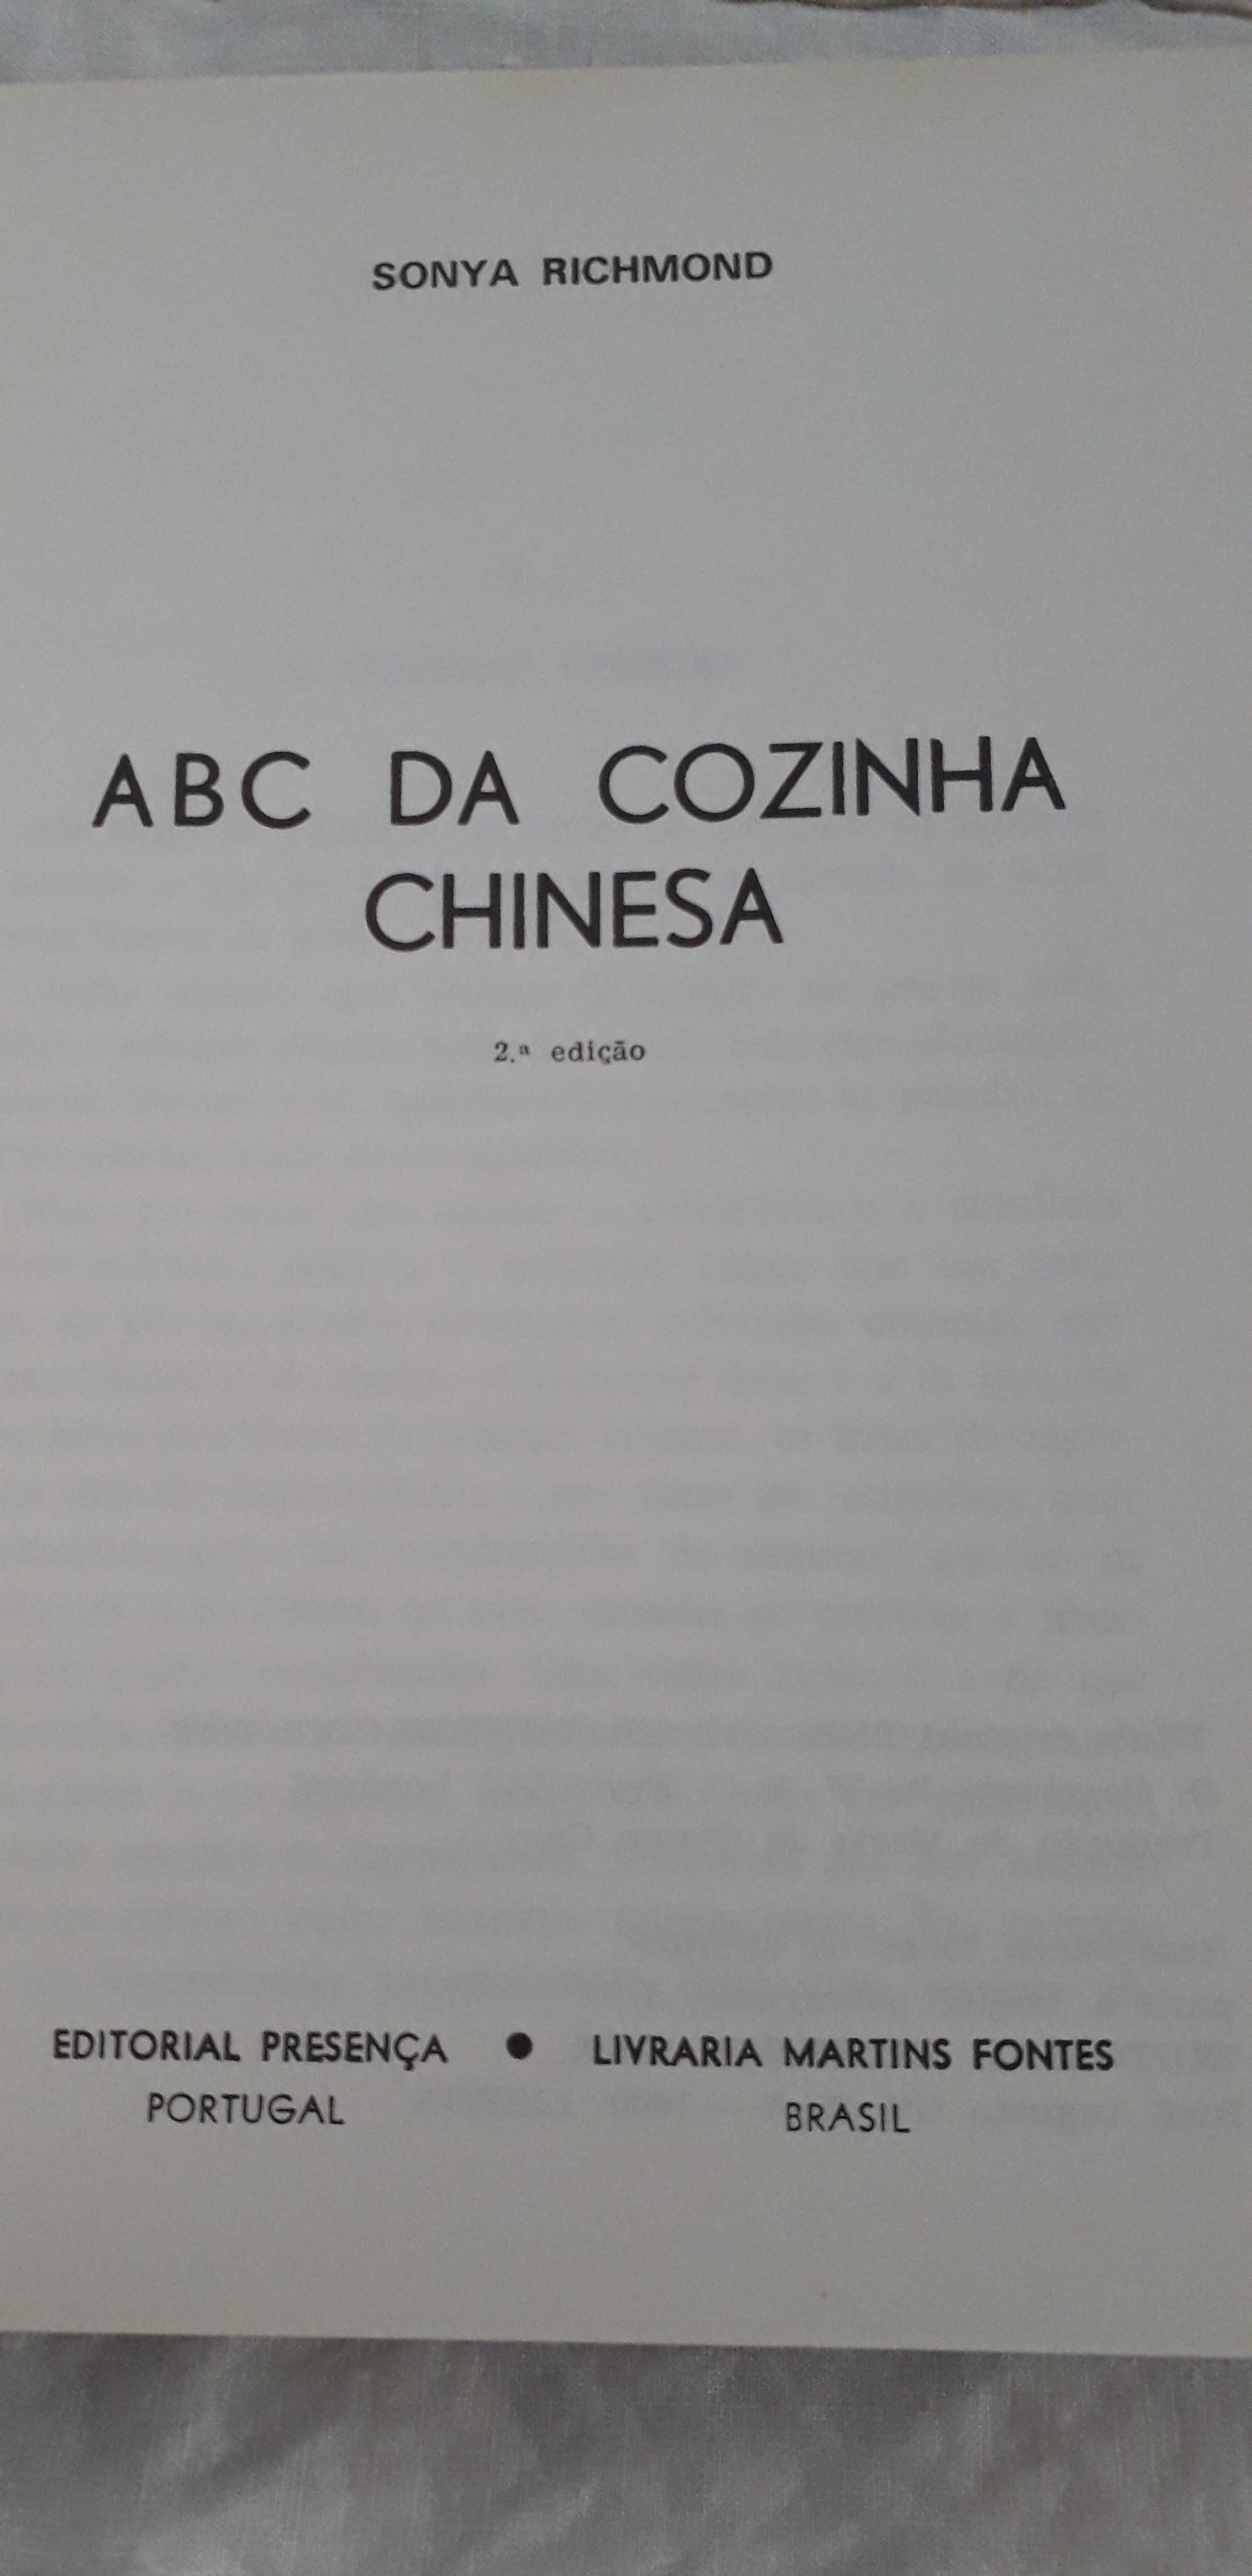 SONYA RICHMOND
ABC DA COZINHA
CHINESA
2.ª edição
EDITORIAL PRESENÇA ● LIVRARIA MARTINS FONTES
PORTUGAL BRASIL